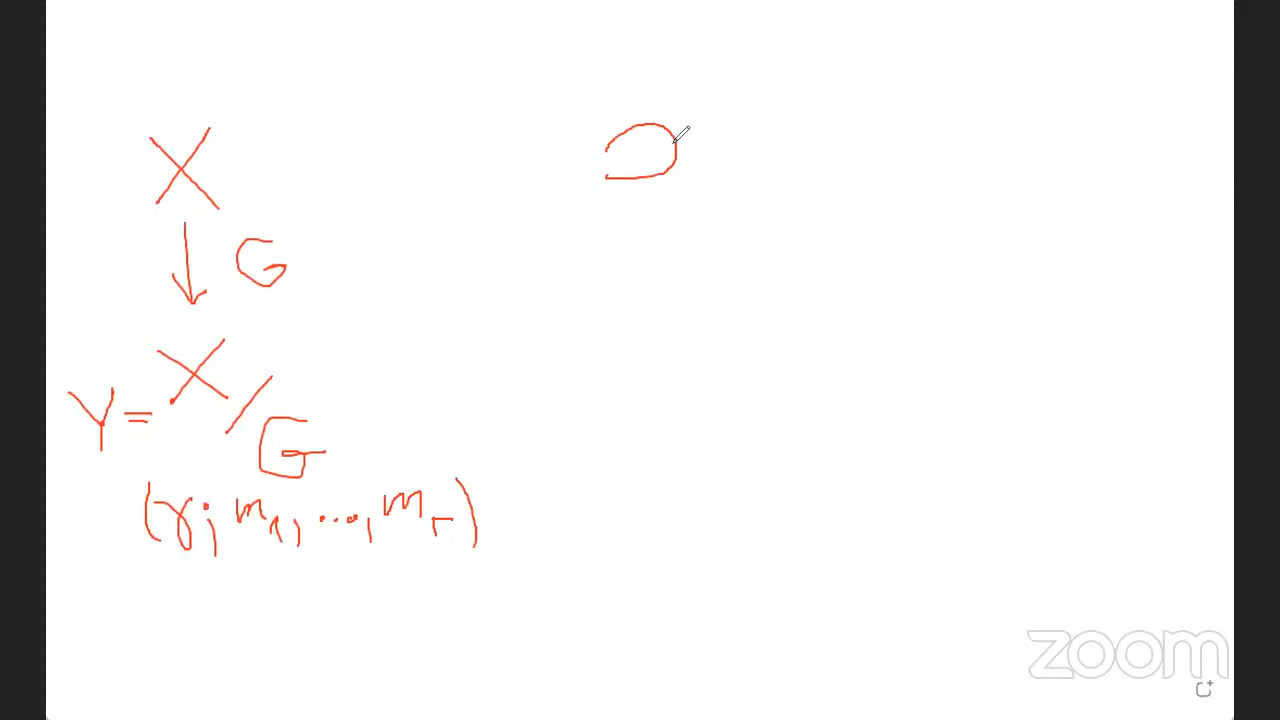 X
↓ G
Y = X/G
(γ; m₁, ..., mᵣ)
zoom